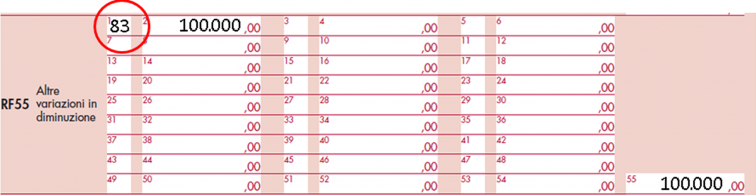 1 83 2 100.000 ,00 3 4 ,00 5 6 ,00
7 ,00 9 10 ,00 11 12 ,00
13 14 ,00 15 16 ,00 17 18 ,00
19 20 ,00 21 22 ,00 23 24 ,00
RF55 Altre variazioni in diminuzione 25 26 ,00 27 28 ,00 29 30 ,00
31 32 ,00 33 34 ,00 35 36 ,00
37 38 ,00 39 40 ,00 41 42 ,00
43 44 ,00 45 46 ,00 47 48 ,00
49 50 ,00 51 52 ,00 53 54 ,00 55 100.000 ,00